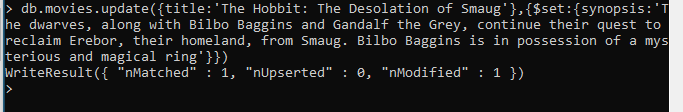 > db.movies.update({title:'The Hobbit: The Desolation of Smaug'},{$set:{synopsis:'T
he dwarves, along with Bilbo Baggins and Gandalf the Grey, continue their quest to
reclaim Erebor, their homeland, from Smaug. Bilbo Baggins is in possession of a mys
terious and magical ring'}})
WriteResult({ "nMatched" : 1, "nUpserted" : 0, "nModified" : 1 })
>